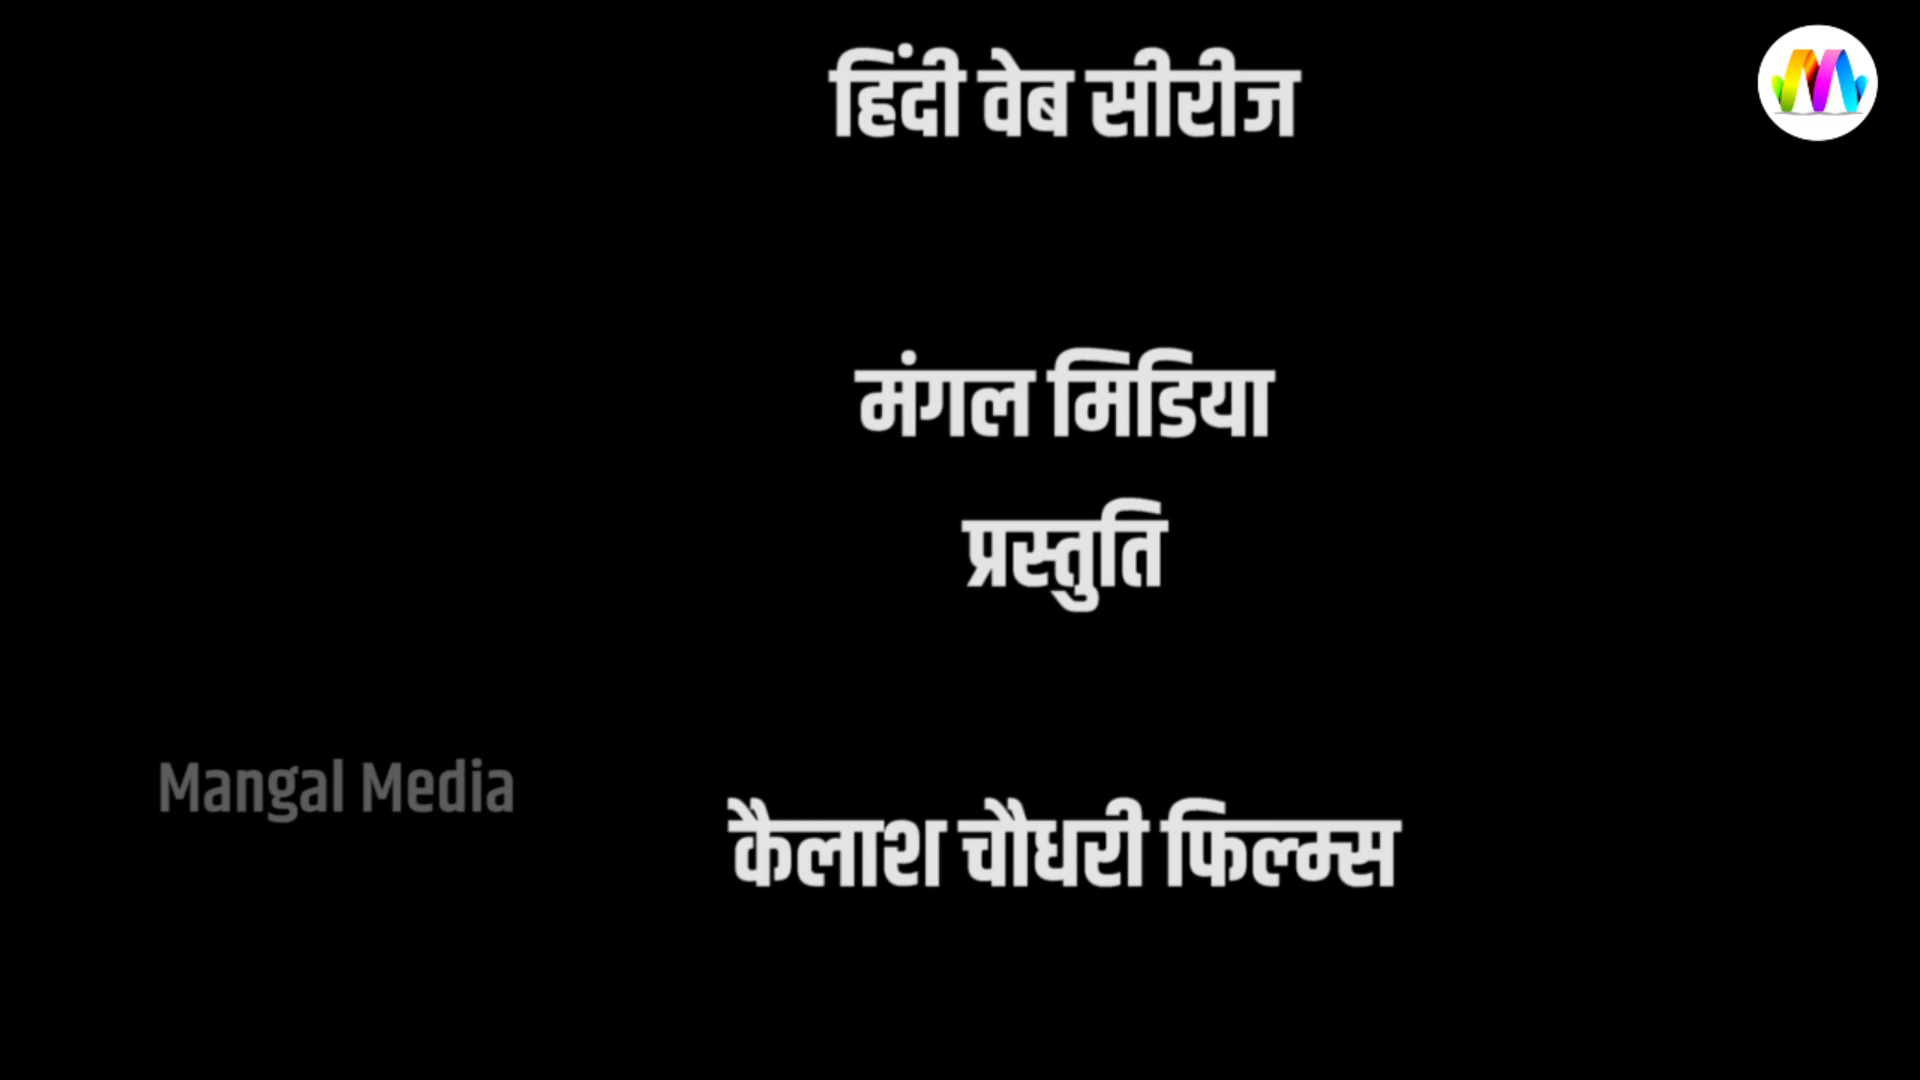 हिंदी वेब सीरीज
मंगल मिडिया
प्रस्तुति
Mangal Media
कैलाश चौधरी फिल्म्स